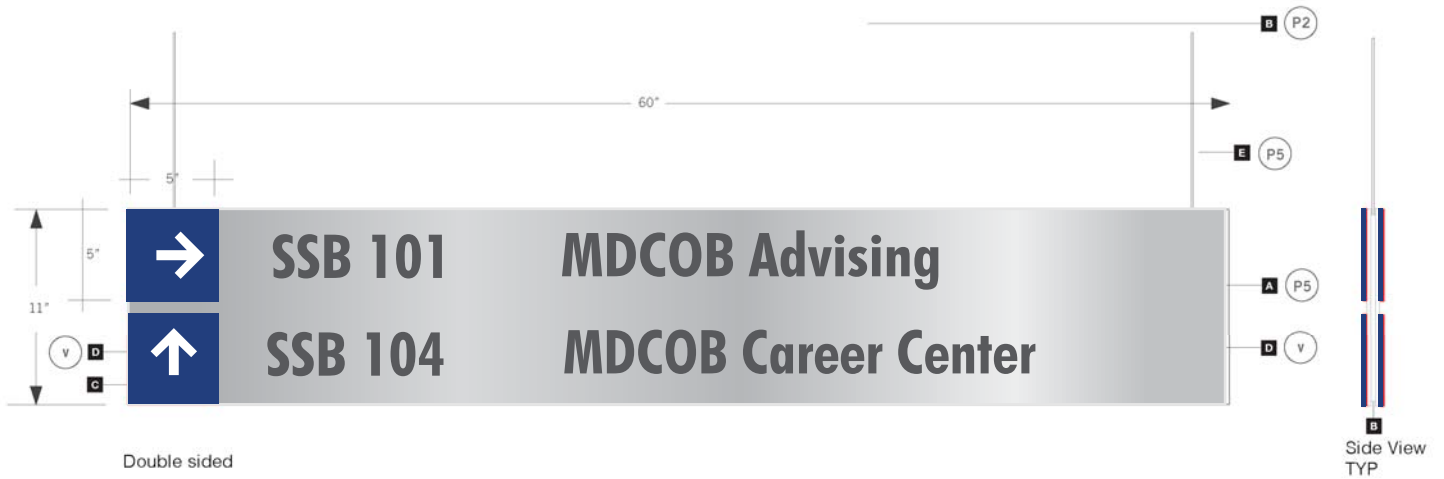 B P2
60"
E P5
5"
5"
11"
SSB 101 MDCOB Advising
A P5
V D
SSB 104 MDCOB Career Center
D V
C
B
Double sided
Side View
TYP